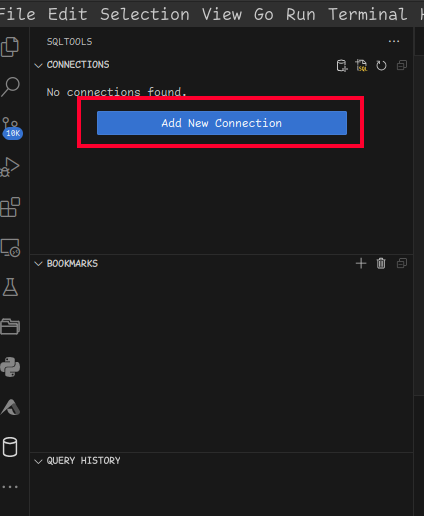 File Edit Selection View Go Run Terminal
SQLTOOLS
CONNECTIONS
SQL
No connections found.
Add New Connection
10K
BOOKMARKS
QUERY HISTORY